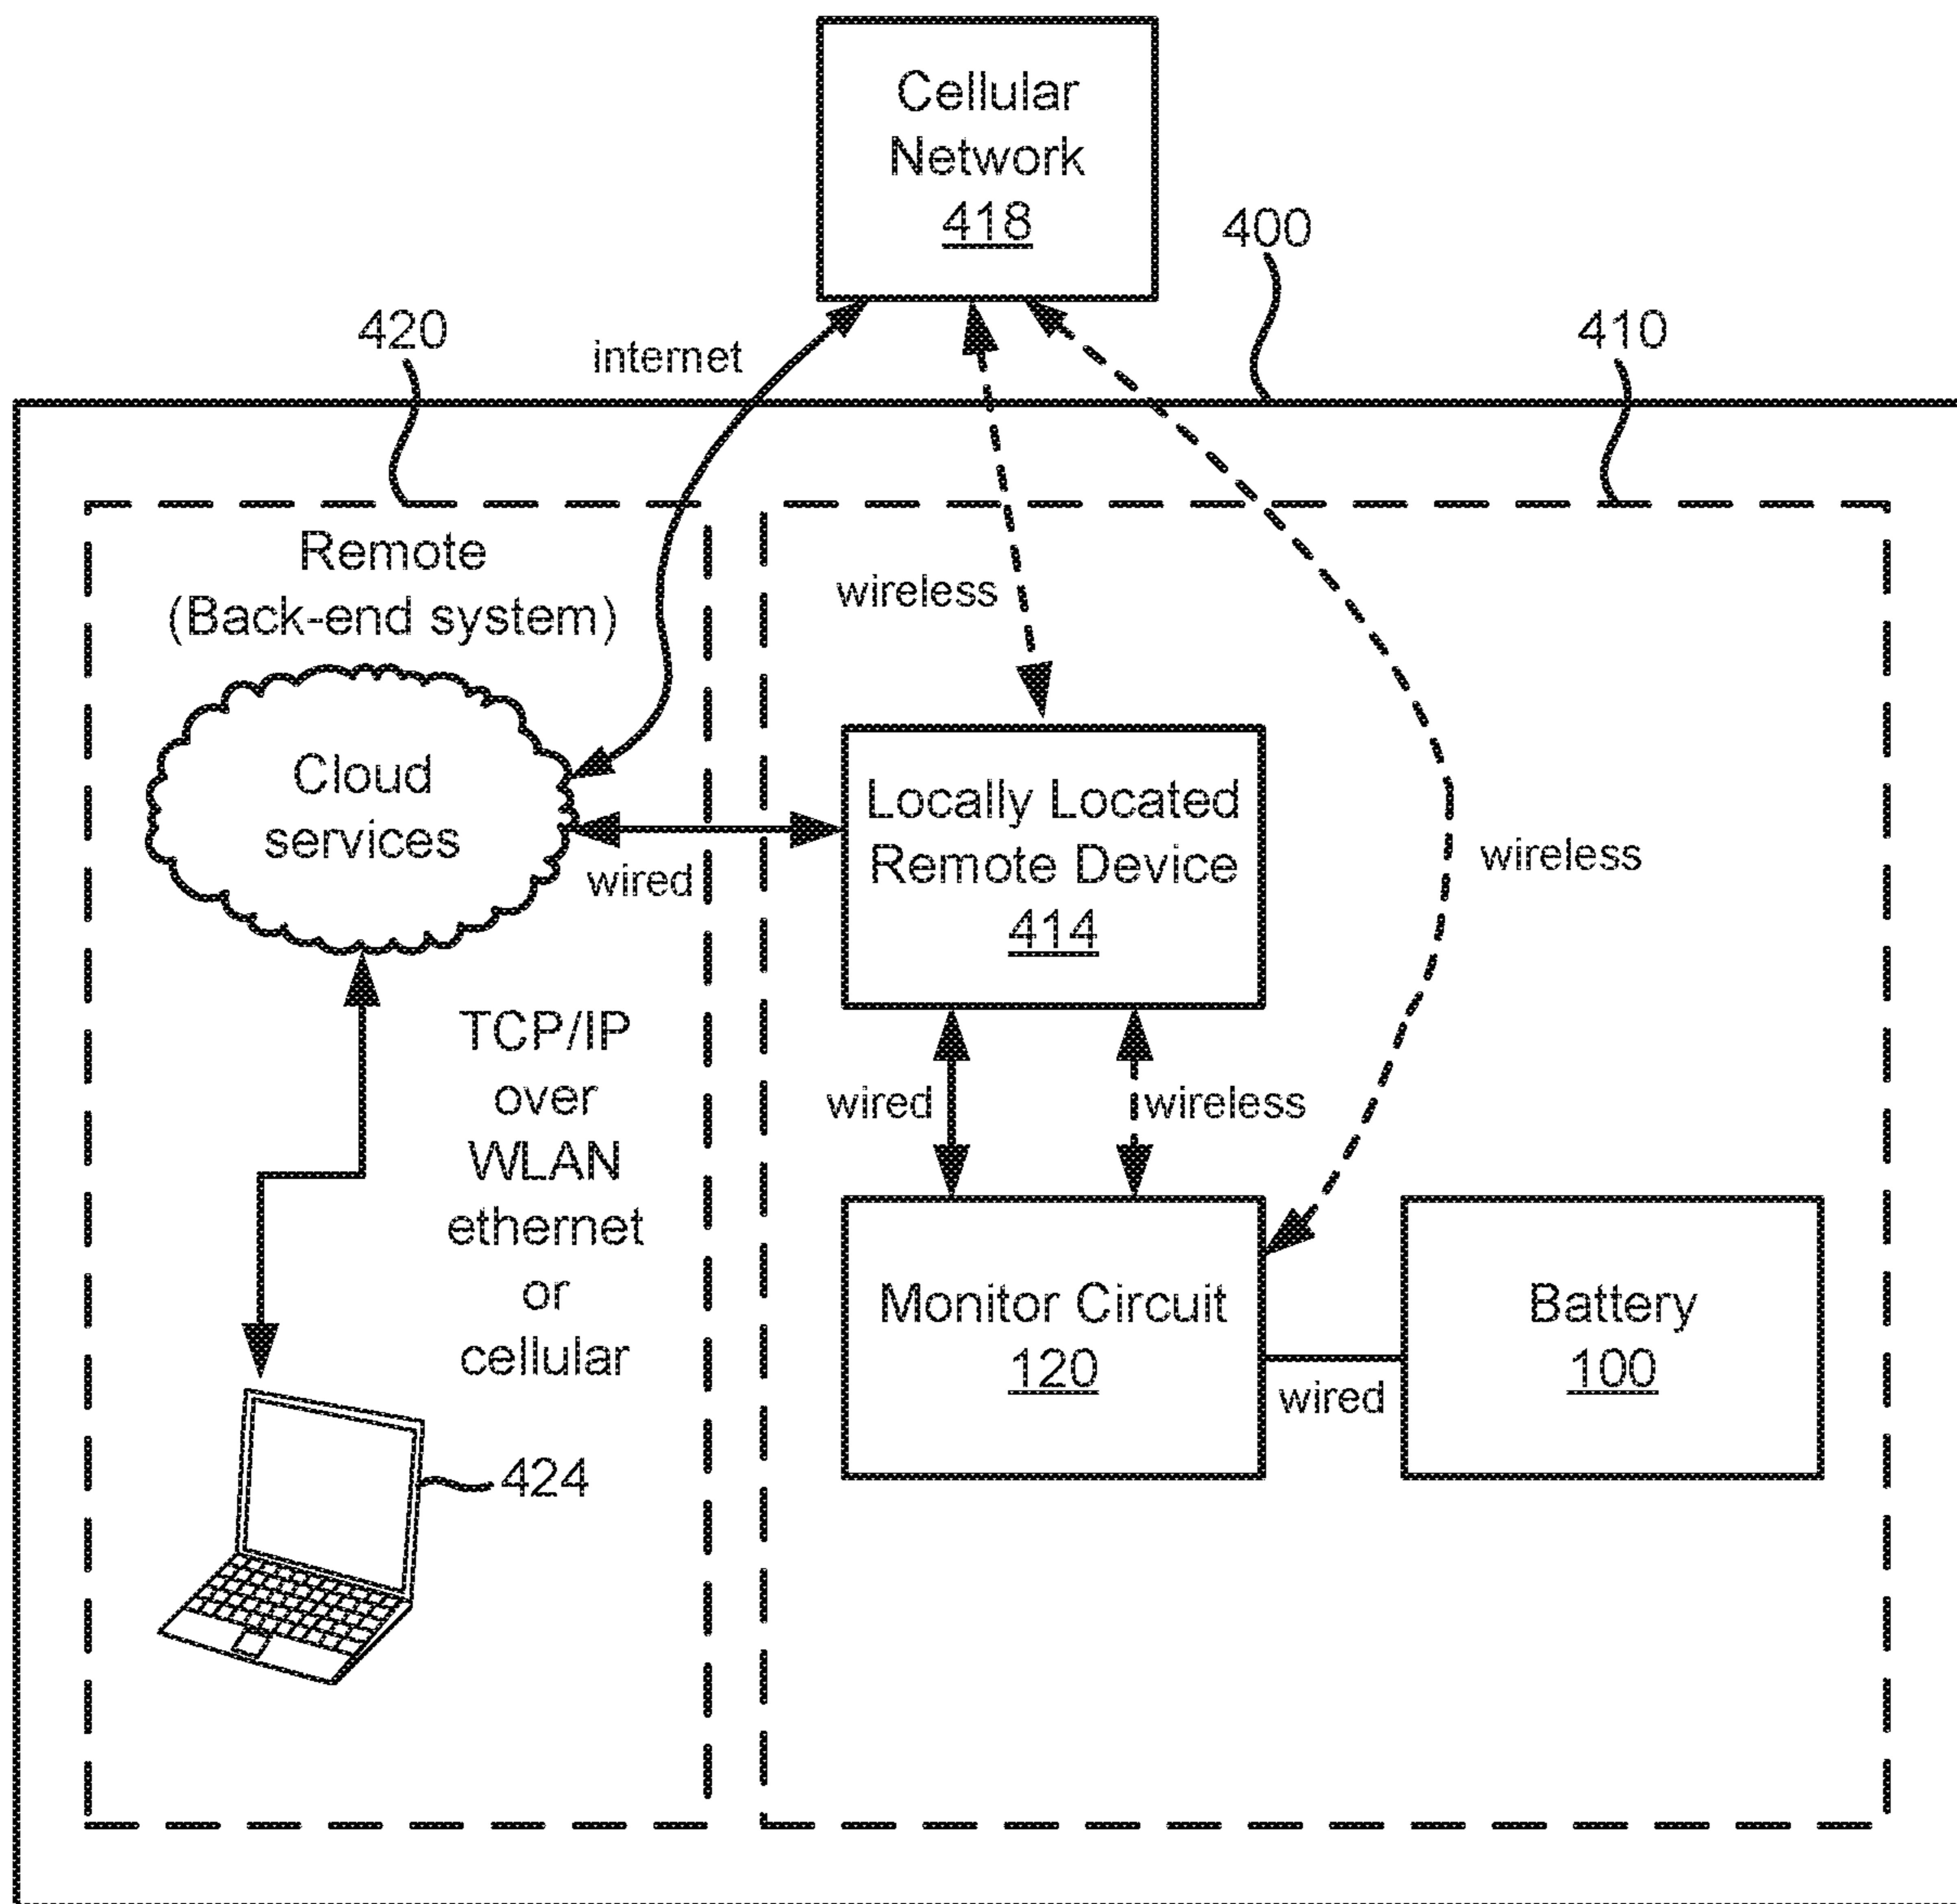 Cellular
Network
418
400
420
internet
410
Remote
(Back-end system)
wireless
Cloud
services
Locally Located
Remote Device
414
wired
wireless
TCP/IP
over
WLAN
ethernet
or
cellular
wired
wireless
Monitor Circuit
120
Battery
100
wired
424